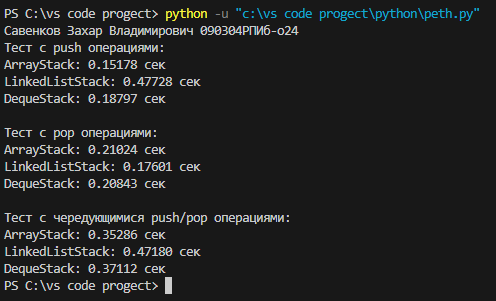 PS C:\vs code progect> python -u "c:\vs code progect\python\peth.py"
Савенков Захар Владимирович 090304РПИб-о24
Тест с push операциями:
ArrayStack: 0.15178 сек
LinkedListStack: 0.47728 сек
DequeStack: 0.18797 сек

Тест с pop операциями:
ArrayStack: 0.21024 сек
LinkedListStack: 0.17601 сек
DequeStack: 0.20843 сек

Тест с чередующимися push/pop операциями:
ArrayStack: 0.35286 сек
LinkedListStack: 0.47180 сек
DequeStack: 0.37112 сек
PS C:\vs code progect>